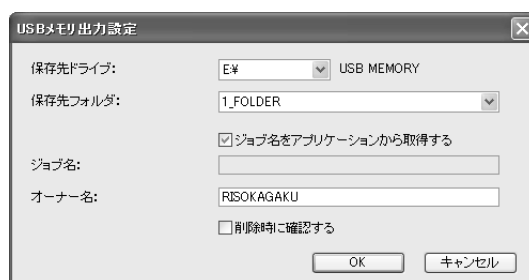 USBメモリ出力設定
保存先ドライブ: E:¥ USB MEMORY
保存先フォルダ: 1_FOLDER
ジョブ名をアプリケーションから取得する
ジョブ名:
オーナー名: RISOKAGAKU
削除時に確認する
OK キャンセル